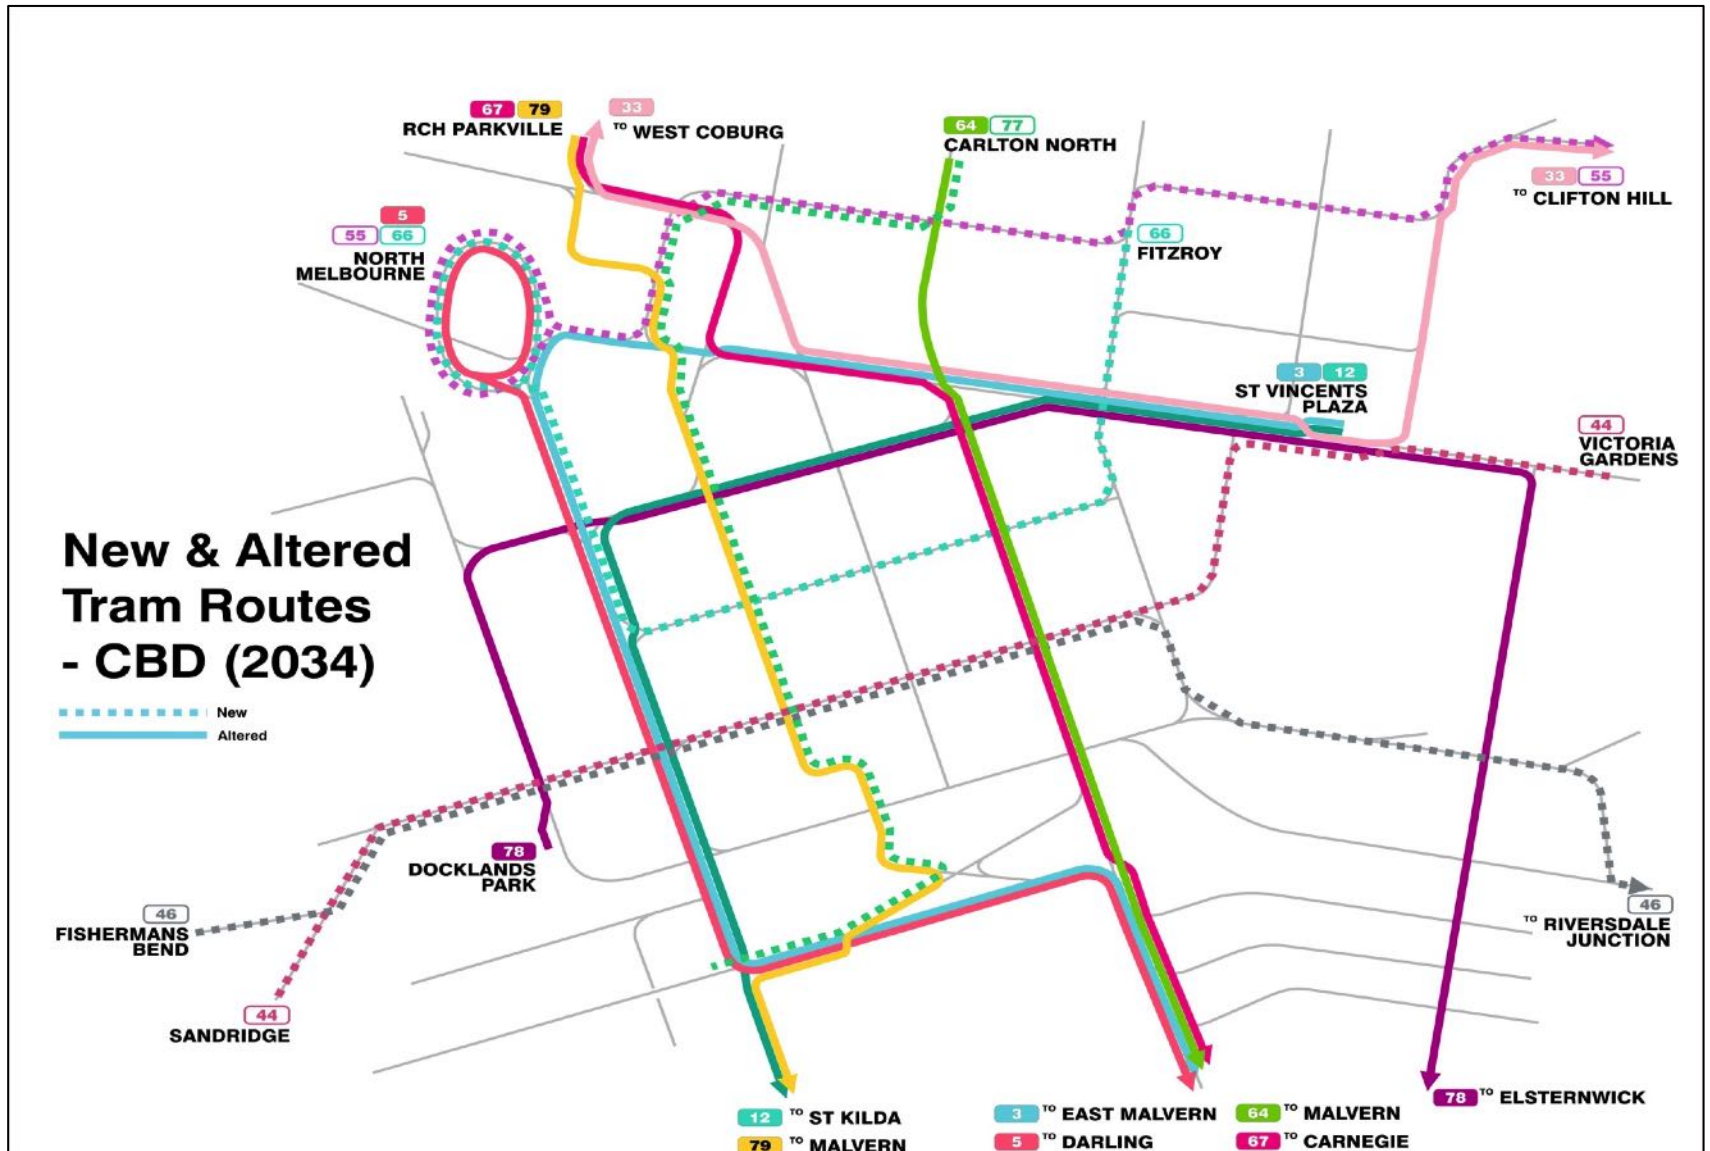 67 79
RCH PARKVILLE
33
TO WEST COBURG
64 77
CARLTON NORTH
33 55
TO CLIFTON HILL
5
55 66
NORTH
MELBOURNE
66
FITZROY
3 12
ST VINCENTS
PLAZA
44
VICTORIA
GARDENS
New & Altered
Tram Routes
- CBD (2034)
New
Altered
78
DOCKLANDS
PARK
46
FISHERMANS
BEND
44
SANDRIDGE
46
TO RIVERSDALE
JUNCTION
78 TO ELSTERNWICK
12 TO ST KILDA
79 TO MALVERN
3 TO EAST MALVERN
5 TO DARLING
64 TO MALVERN
67 TO CARNEGIE